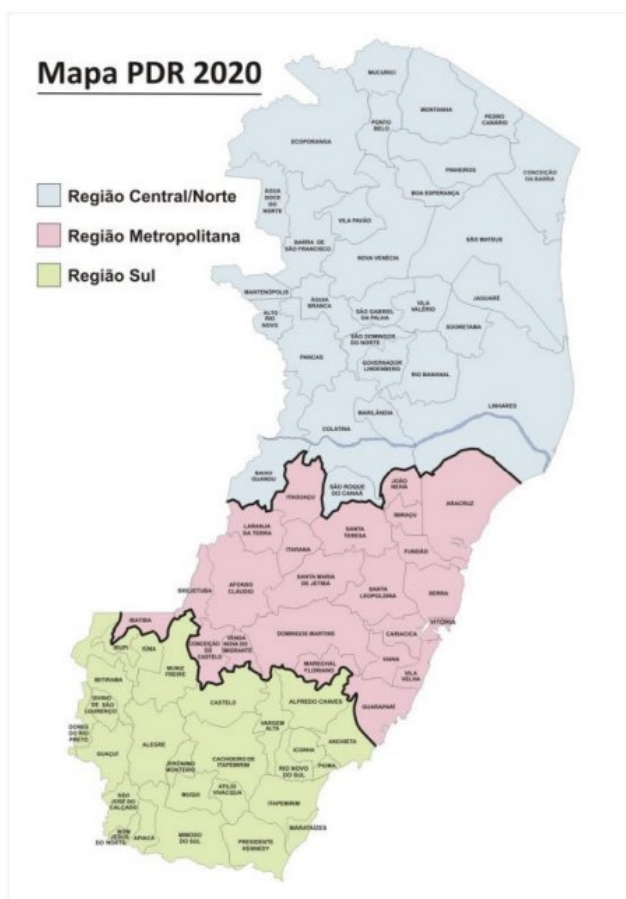 Mapa PDR 2020
Região Central/Norte
Região Metropolitana
Região Sul
MUCURICI
MONTANHA
PEDRO
CANÁRIO
PONTO
BELO
ECOPORANGA
PINHEIROS
CONCEIÇÃO
DA BARRA
ÁGUA
DOCE DO
NORTE
BOA ESPERANÇA
VILA PAVÃO
SÃO MATEUS
BARRA DE
SÃO FRANCISCO
NOVA VENÉCIA
MANTENÓPOLIS
ÁGUA
BRANCA
VILA
VALÉRIO
JAGUARÉ
ALTO
RIO
NOVO
SÃO GABRIEL
DA PALHA
SOORETAMA
SÃO DOMINGOS
DO NORTE
PANCAS
GOVERNADOR
LINDENBERG
RIO BANANAL
MARILÂNDIA
LINHARES
COLATINA
BAIXO
GUANDU
SÃO ROQUE
DO CANAÃ
JOÃO
NEIVA
ITAGUAÇU
ARACRUZ
IBIRAÇU
LARANJA
DA TERRA
SANTA
TERESA
ITARANA
FUNDÃO
BREJETUBA
AFONSO
CLÁUDIO
SANTA MARIA
DE JETIBÁ
SANTA
LEOPOLDINA
SERRA
VITÓRIA
IBATIBA
CONCEIÇÃO
DO
CASTELO
VENDA
NOVA DO
IMIGRANTE
DOMINGOS MARTINS
CARIACICA
VIANA
MARECHAL
FLORIANO
VILA
VELHA
GUARAPARI
IRUPI
IÚNA
MUNIZ
FREIRE
IBITIRAMA
CASTELO
ALFREDO CHAVES
DIVINO
DE SÃO
LOURENÇO
VARGEM
ALTA
DORES
DO RIO
PRETO
ANCHIETA
ALEGRE
ICONHA
GUAÇUÍ
JERÔNIMO
MONTEIRO
CACHOEIRO DE
ITAPEMIRIM
RIO NOVO
DO SUL
PIÚMA
SÃO
JOSÉ DO
CALÇADO
MUQUI
ATÍLIO
VIVACQUA
ITAPEMIRIM
BOM
JESUS
DO NORTE
APIACÁ
MIMOSO
DO SUL
MARATAÍZES
PRESIDENTE
KENNEDY